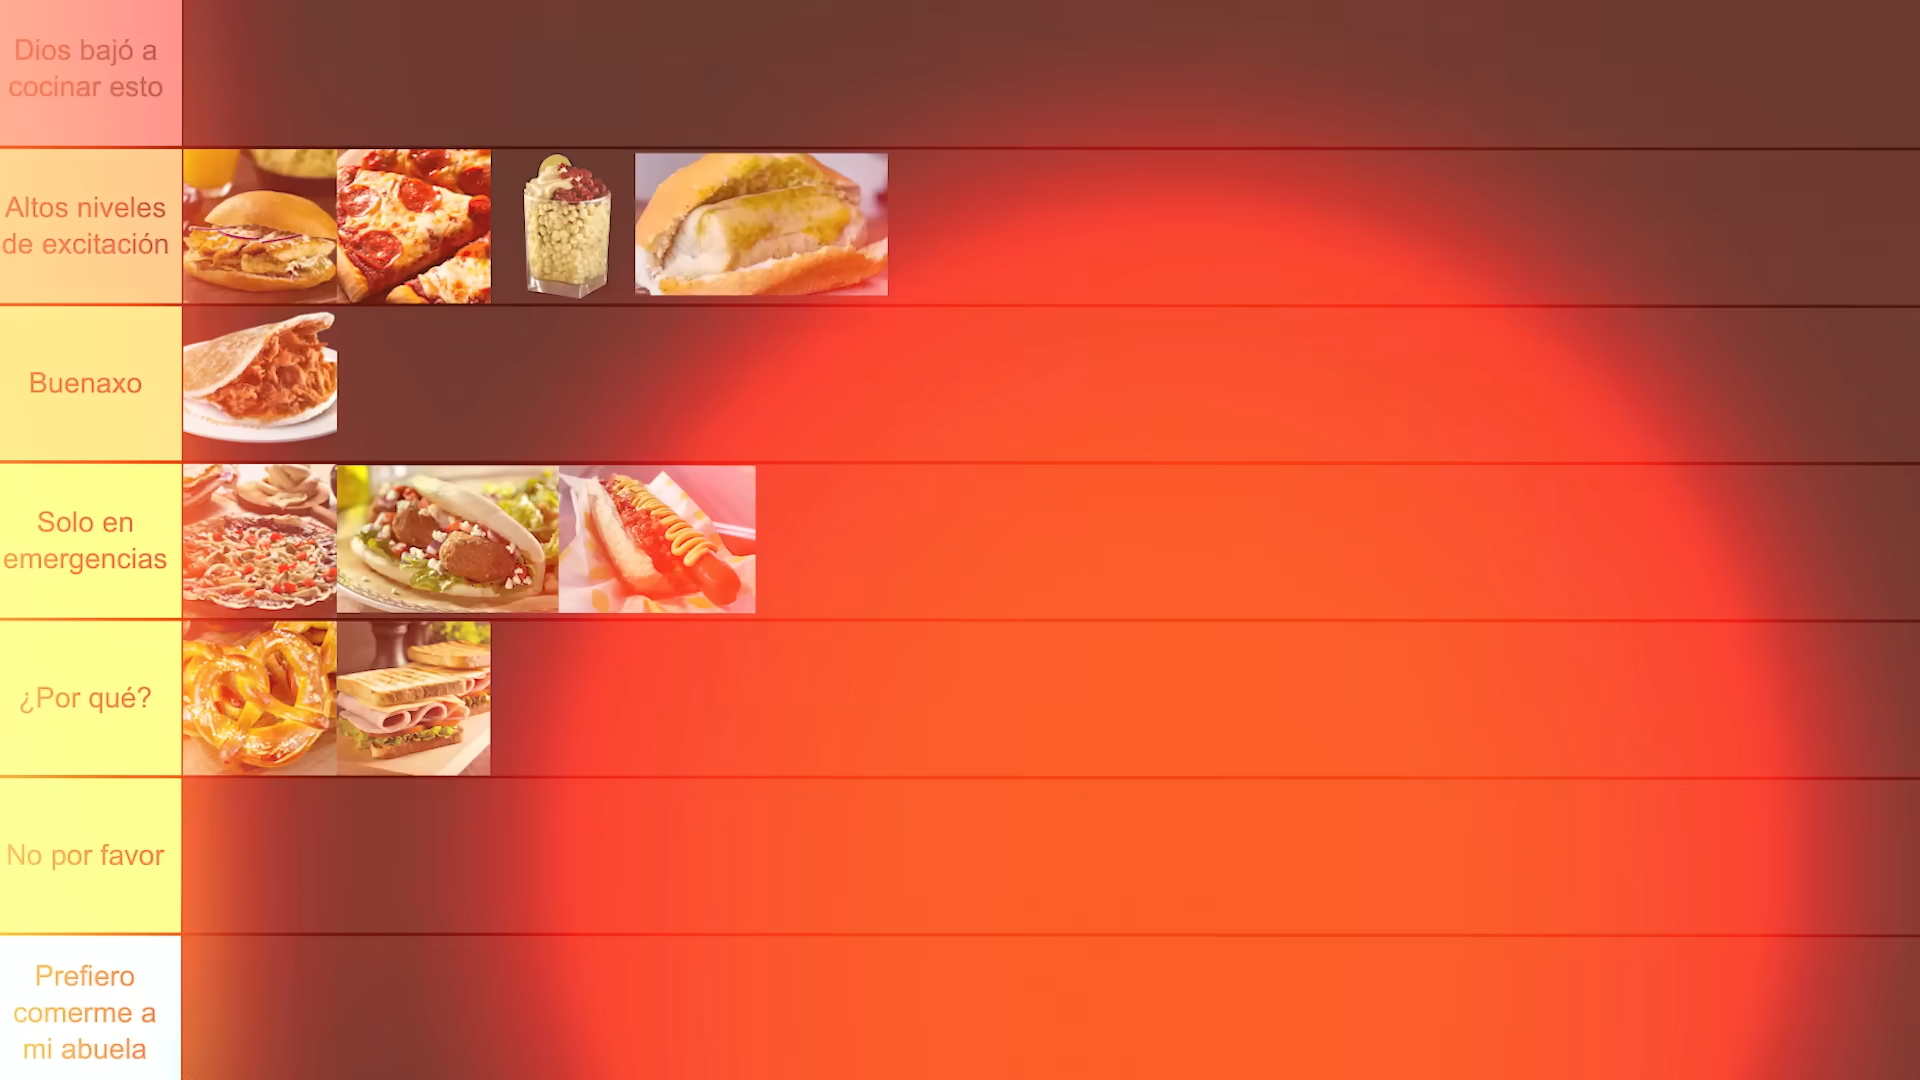 Dios bajó a
cocinar esto
Altos niveles
de excitación
Buenaxo
Solo en
emergencias
¿Por qué?
No por favor
Prefiero
comerme a
mi abuela